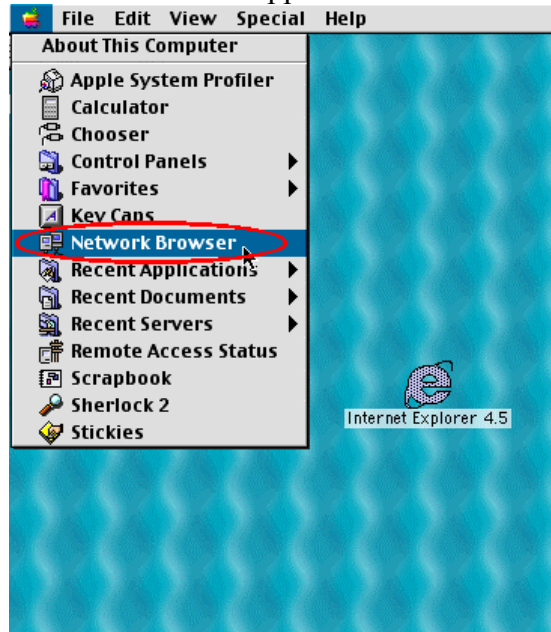 File Edit View Special Help
About This Computer
Apple System Profiler
Calculator
Chooser
Control Panels
Favorites
Key Caps
Network Browser
Recent Applications
Recent Documents
Recent Servers
Remote Access Status
Scrapbook
Sherlock 2
Stickies
Internet Explorer 4.5